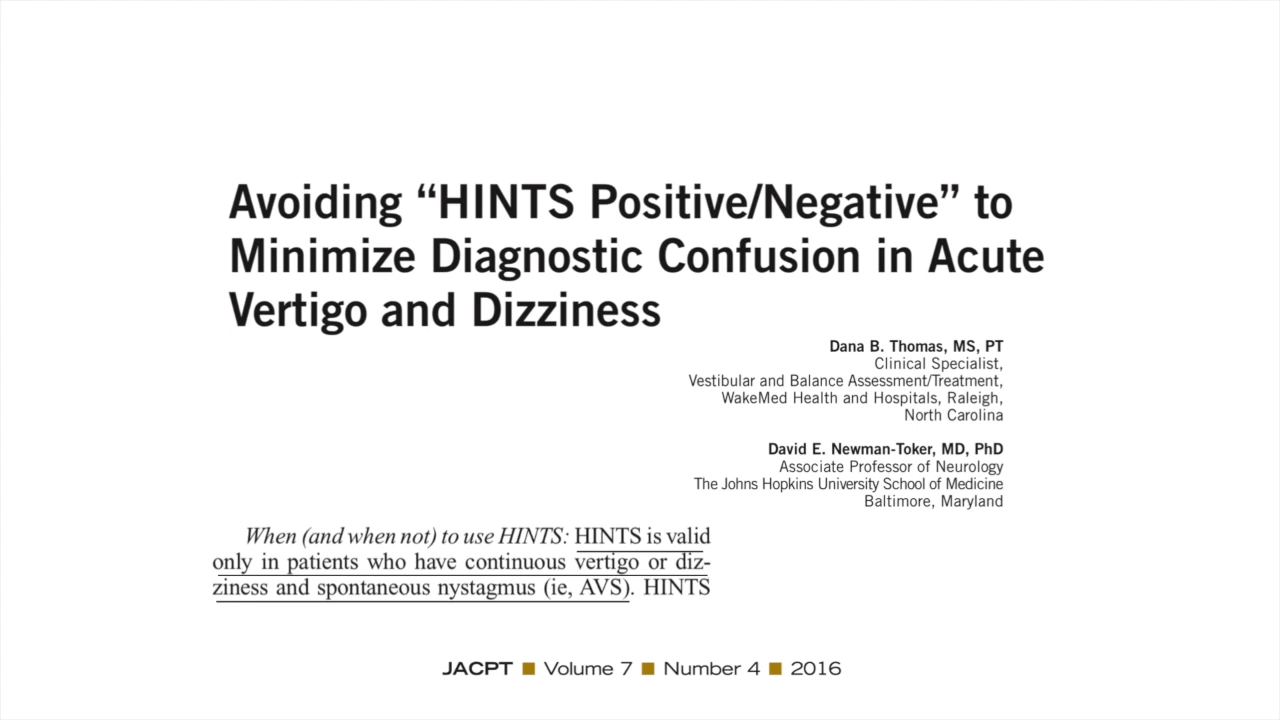 Avoiding “HINTS Positive/Negative” to
Minimize Diagnostic Confusion in Acute
Vertigo and Dizziness
Dana B. Thomas, MS, PT
Clinical Specialist,
Vestibular and Balance Assessment/Treatment,
WakeMed Health and Hospitals, Raleigh,
North Carolina
David E. Newman-Toker, MD, PhD
Associate Professor of Neurology
The Johns Hopkins University School of Medicine
Baltimore, Maryland
When (and when not) to use HINTS: HINTS is valid
only in patients who have continuous vertigo or diz-
ziness and spontaneous nystagmus (ie, AVS). HINTS
JACPT ■ Volume 7 ■ Number 4 ■ 2016